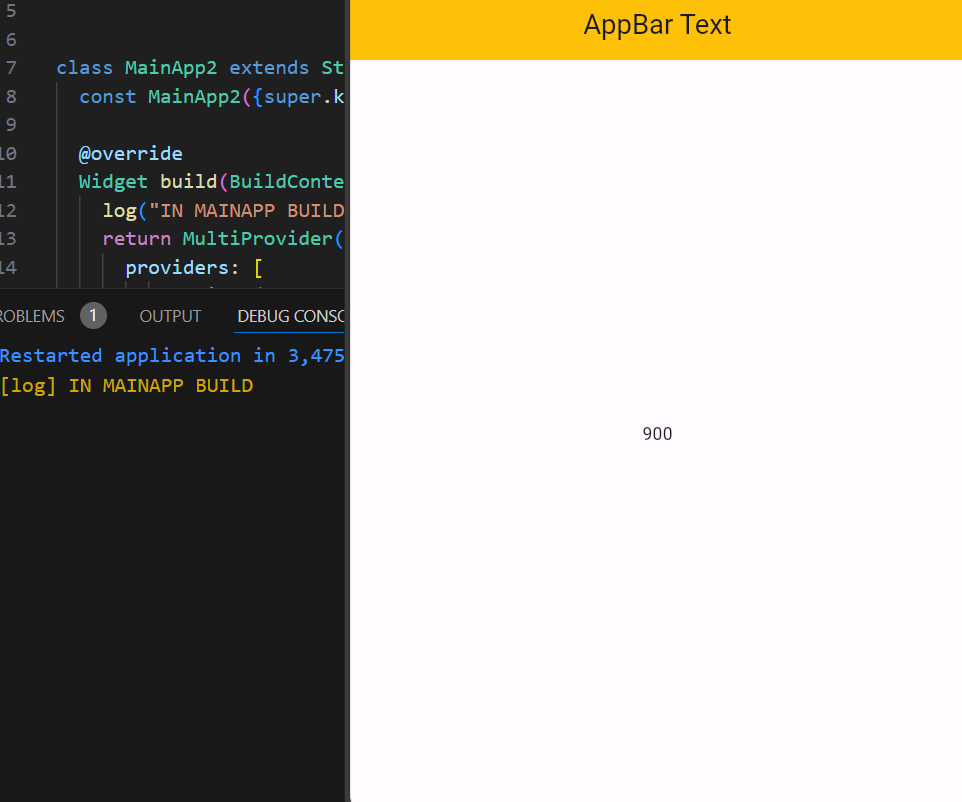 5
6
7 class MainApp2 extends St
8 const MainApp2({super.k
9
10 @override
11 Widget build(BuildConte
12 log("IN MAINAPP BUILD
13 return MultiProvider(
14 providers: [
ROBLEMS 1 OUTPUT DEBUG CONSO
Restarted application in 3,475
[log] IN MAINAPP BUILD
AppBar Text
900